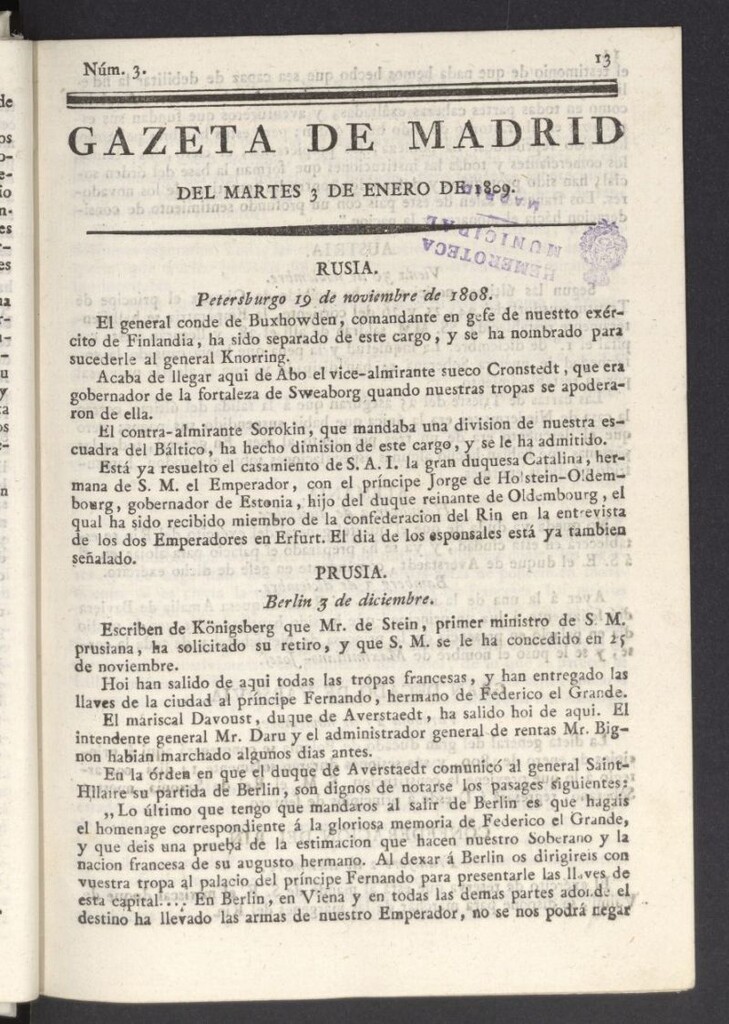 Núm. 3. 13
GAZETA DE MADRID
DEL MARTES 3 DE ENERO DE 1809.
HEMEROTECA
MUNICIPAL
MADRID
RUSIA.
Petersburgo 19 de noviembre de 1808.
El general conde de Buxhowden, comandante en gefe de nuestto exér-
cito de Finlandia, ha sido separado de este cargo, y se ha nombrado para
sucederle al general Knorring.
Acaba de llegar aqui de Abo el vice-almirante sueco Cronstedt, que era
gobernador de la fortaleza de Sweaborg quando nuestras tropas se apodera-
ron de ella.
El contra-almirante Sorokin, que mandaba una division de nuestra es-
cuadra del Báltico, ha hecho dimision de este cargo, y se le ha admitido.
Está ya resuelto el casamiento de S. A. I. la gran duquesa Catalina, her-
mana de S. M. el Emperador, con el príncipe Jorge de Holstein-Oldem-
bourg, gobernador de Estonia, hijo del duque reinante de Oldembourg, el
qual ha sido recibido miembro de la confederacion del Rin en la entrevista
de los dos Emperadores en Erfurt. El dia de los esponsales está ya tambien
señalado.
PRUSIA.
Berlin 3 de diciembre.
Escriben de Königsberg que Mr. de Stein, primer ministro de S. M.
prusiana, ha solicitado su retiro, y que S. M. se le ha concedido en 25
de noviembre.
Hoi han salido de aqui todas las tropas francesas, y han entregado las
llaves de la ciudad al príncipe Fernando, hermano de Federico el Grande.
El mariscal Davoust, duque de Averstaedt, ha salido hoi de aqui. El
intendente general Mr. Daru y el administrador general de rentas Mr. Big-
non habian marchado algunos dias antes.
En la órden en que el duque de Averstaedt comunicó al general Saint-
Hilaire su partida de Berlin, son dignos de notarse los pasages siguientes:
„Lo último que tengo que mandaros al salir de Berlin es que hagais
el homenage correspondiente á la gloriosa memoria de Federico el Grande,
y que deis una prueba de la estimacion que hacen nuestro Soberano y la
nacion francesa de su augusto hermano. Al dexar á Berlin os dirigireis con
vuestra tropa al palacio del príncipe Fernando para presentarle las llaves de
esta capital.... En Berlin, en Viena y en todas las demas partes adonde el
destino ha llevado las armas de nuestro Emperador, no se nos podrá negar